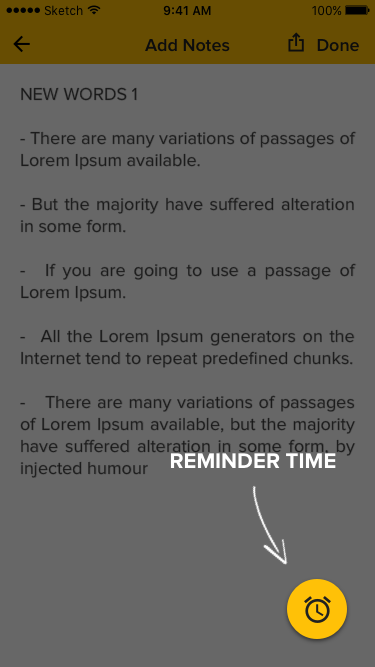 Sketch 9:41 AM 100%
Add Notes Done
NEW WORDS 1
- There are many variations of passages of
Lorem Ipsum available.
- But the majority have suffered alteration
in some form.
- If you are going to use a passage of
Lorem Ipsum.
- All the Lorem Ipsum generators on the
Internet tend to repeat predefined chunks.
- There are many variations of passages
of Lorem Ipsum available, but the majority
have suffered alteration in some form, by
injected humour
REMINDER TIME